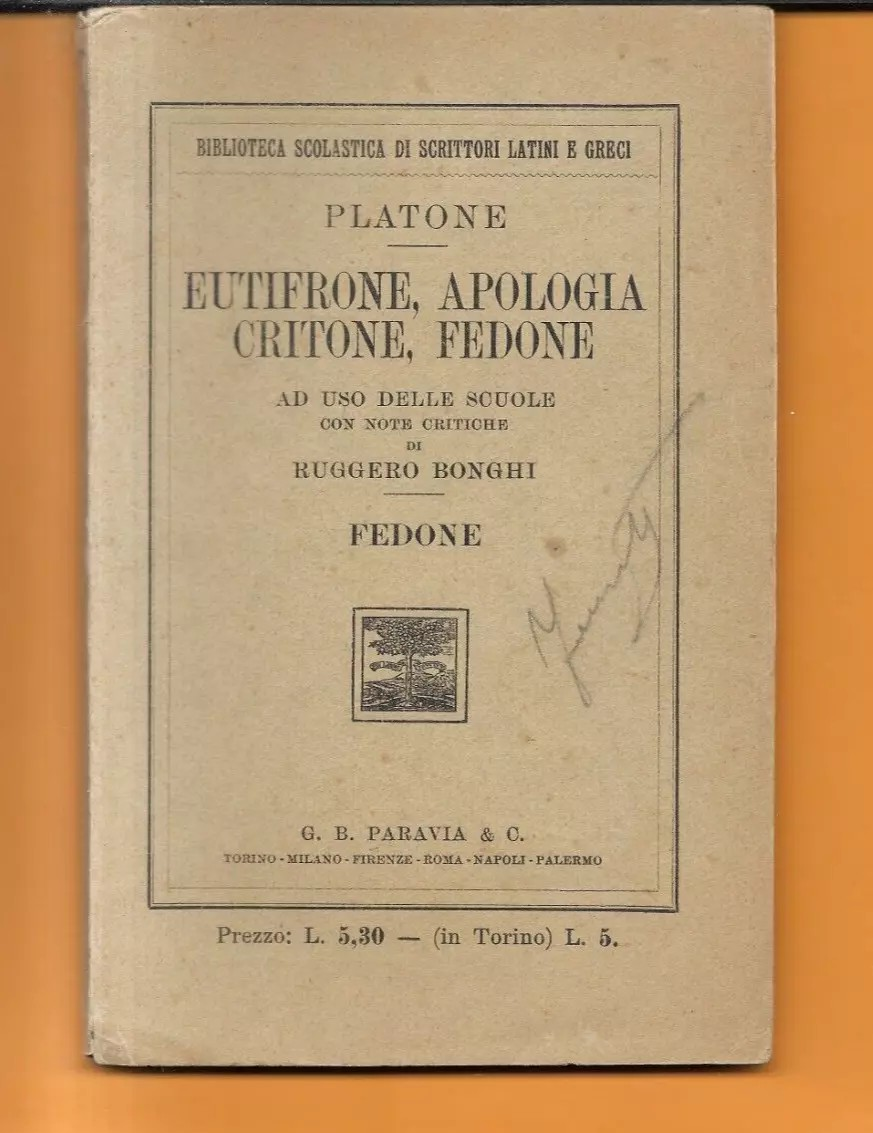 BIBLIOTECA SCOLASTICA DI SCRITTORI LATINI E GRECI
PLATONE
EUTIFRONE, APOLOGIA
CRITONE, FEDONE
AD USO DELLE SCUOLE
CON NOTE CRITICHE
DI
RUGGERO BONGHI
FEDONE
G. B. PARAVIA & C.
TORINO - MILANO - FIRENZE - ROMA - NAPOLI - PALERMO
Prezzo: L. 5,30 — (in Torino) L. 5.